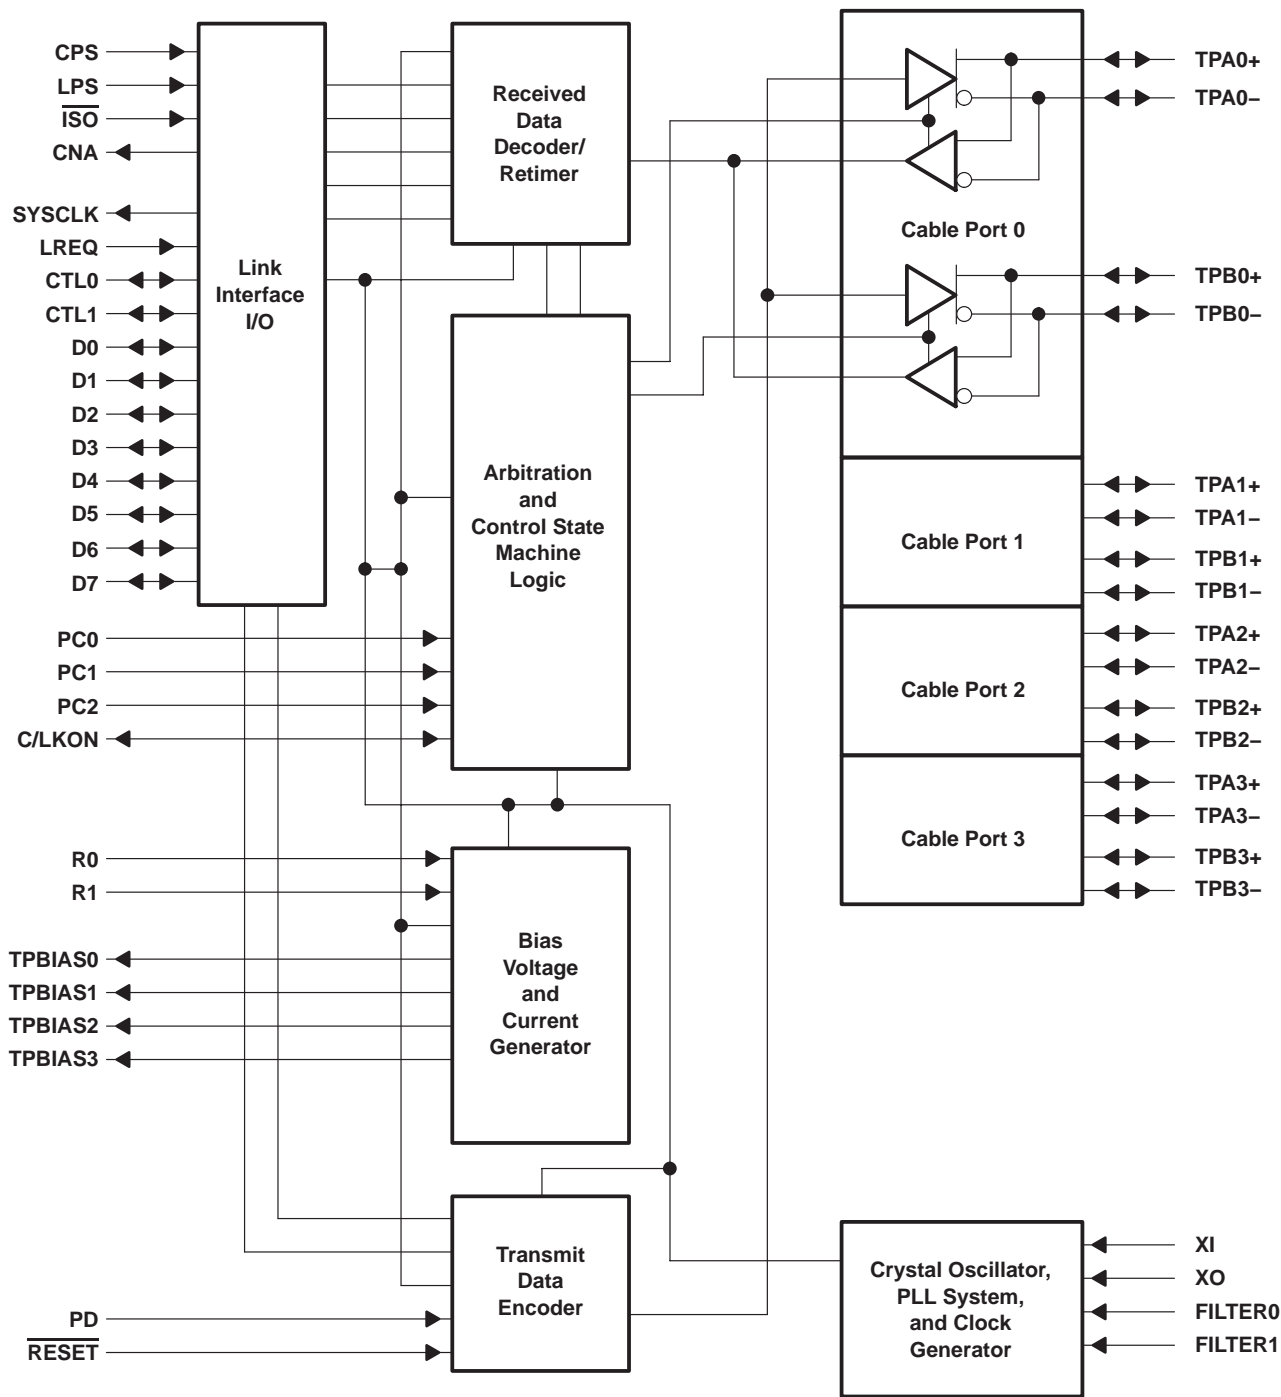 CPS
LPS
ISO
CNA
SYSCLK
LREQ
CTL0
CTL1
D0
D1
D2
D3
D4
D5
D6
D7
PC0
PC1
PC2
C/LKON
R0
R1
TPBIAS0
TPBIAS1
TPBIAS2
TPBIAS3
PD
RESET
Link
Interface
I/O
Received
Data
Decoder/
Retimer
Arbitration
and
Control State
Machine
Logic
Bias
Voltage
and
Current
Generator
Transmit
Data
Encoder
Cable Port 0
Cable Port 1
Cable Port 2
Cable Port 3
Crystal Oscillator,
PLL System,
and Clock
Generator
TPA0+
TPA0–
TPB0+
TPB0–
TPA1+
TPA1–
TPB1+
TPB1–
TPA2+
TPA2–
TPB2+
TPB2–
TPA3+
TPA3–
TPB3+
TPB3–
XI
XO
FILTER0
FILTER1